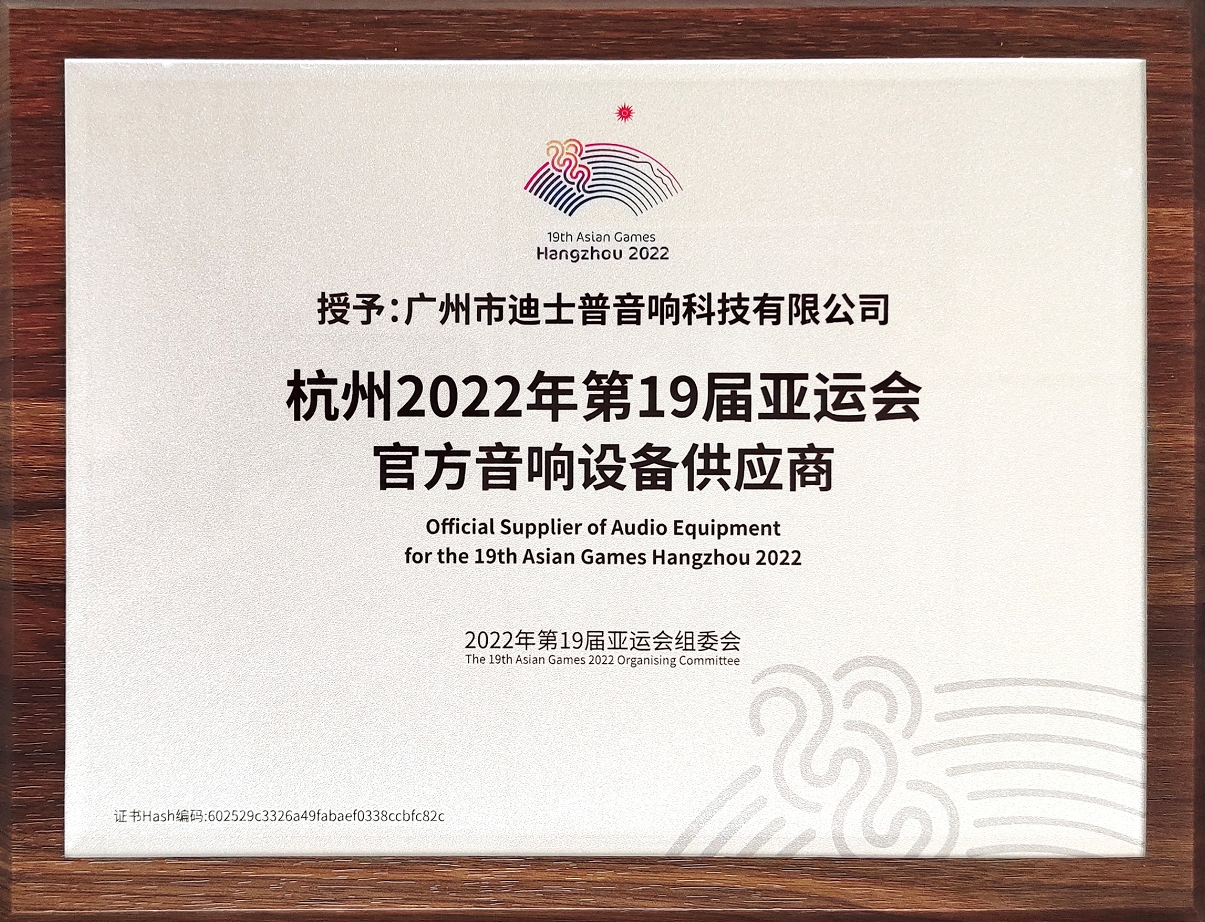 19th Asian Games
Hangzhou 2022
授予:广州市迪士普音响科技有限公司
杭州2022年第19届亚运会
官方音响设备供应商
Official Supplier of Audio Equipment
for the 19th Asian Games Hangzhou 2022
2022年第19届亚运会组委会
The 19th Asian Games 2022 Organising Committee
证书Hash编码:602529c3326a49fabaef0338ccbfc82c